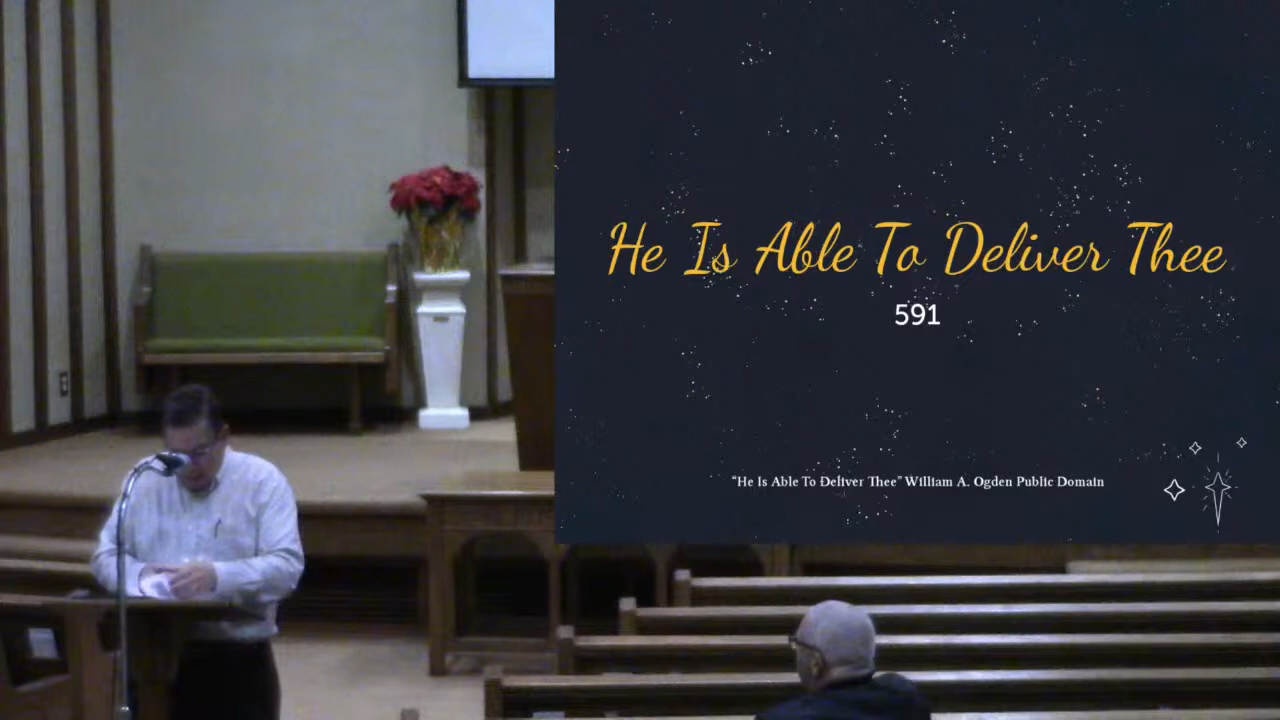 He Is Able To Deliver Thee
591
“He Is Able To Deliver Thee” William A. Ogden Public Domain